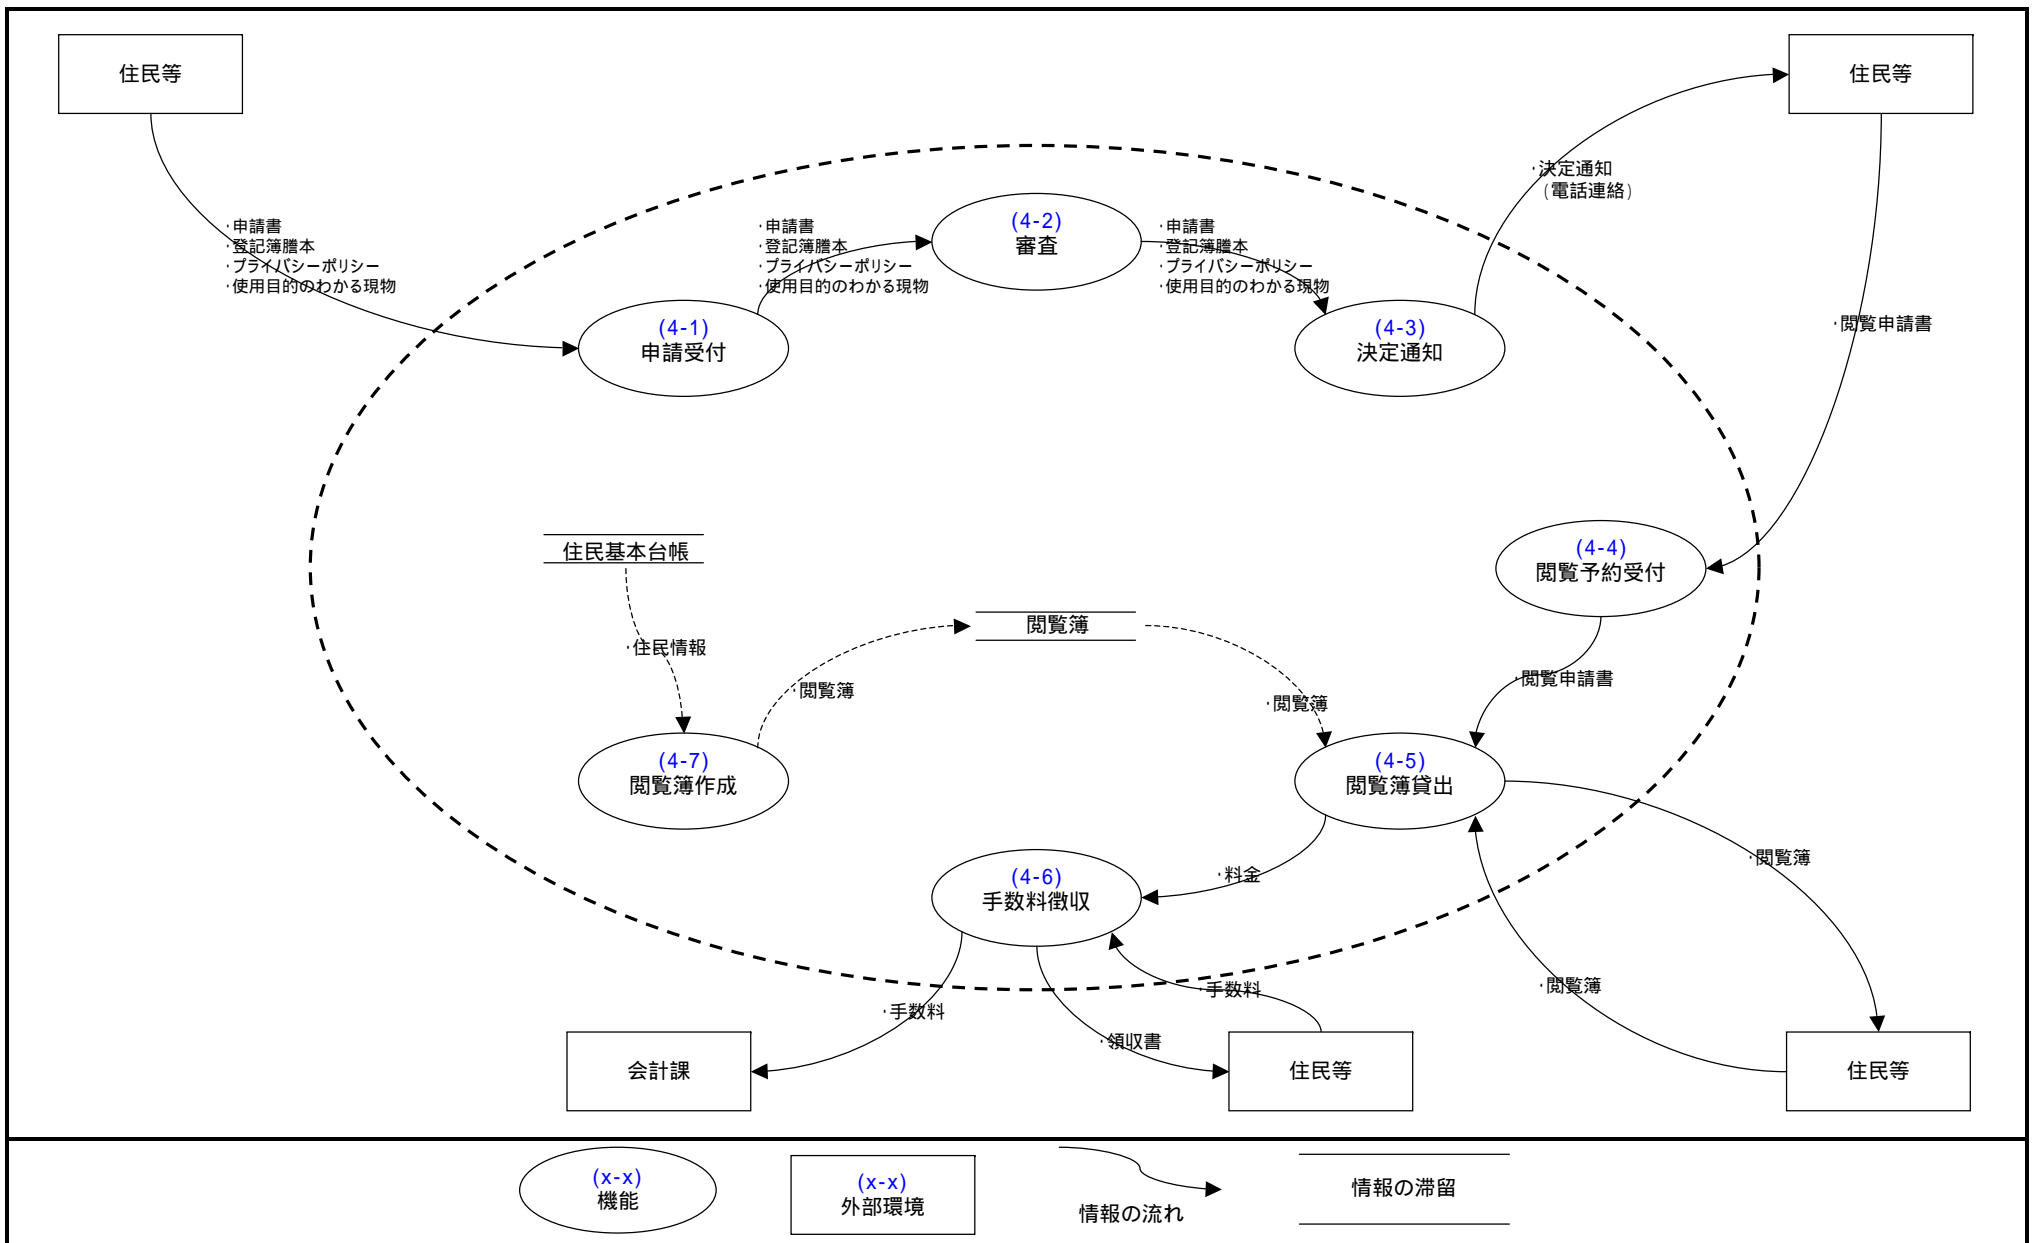 住民等
住民等
・決定通知
（電話連絡）
・申請書
・登記簿謄本
・プライバシーポリシー
・使用目的のわかる現物
・申請書
・登記簿謄本
・プライバシーポリシー
・使用目的のわかる現物
(4-2)
審査
・申請書
・登記簿謄本
・プライバシーポリシー
・使用目的のわかる現物
(4-1)
申請受付
(4-3)
決定通知
・閲覧申請書
住民基本台帳
(4-4)
閲覧予約受付
・住民情報
閲覧簿
・閲覧簿
・閲覧簿
・閲覧申請書
(4-7)
閲覧簿作成
(4-5)
閲覧簿貸出
・料金
・閲覧簿
(4-6)
手数料徴収
・手数料
・手数料
・閲覧簿
・領収書
会計課
住民等
住民等
(x-x)
機能
(x-x)
外部環境
情報の流れ
情報の滞留